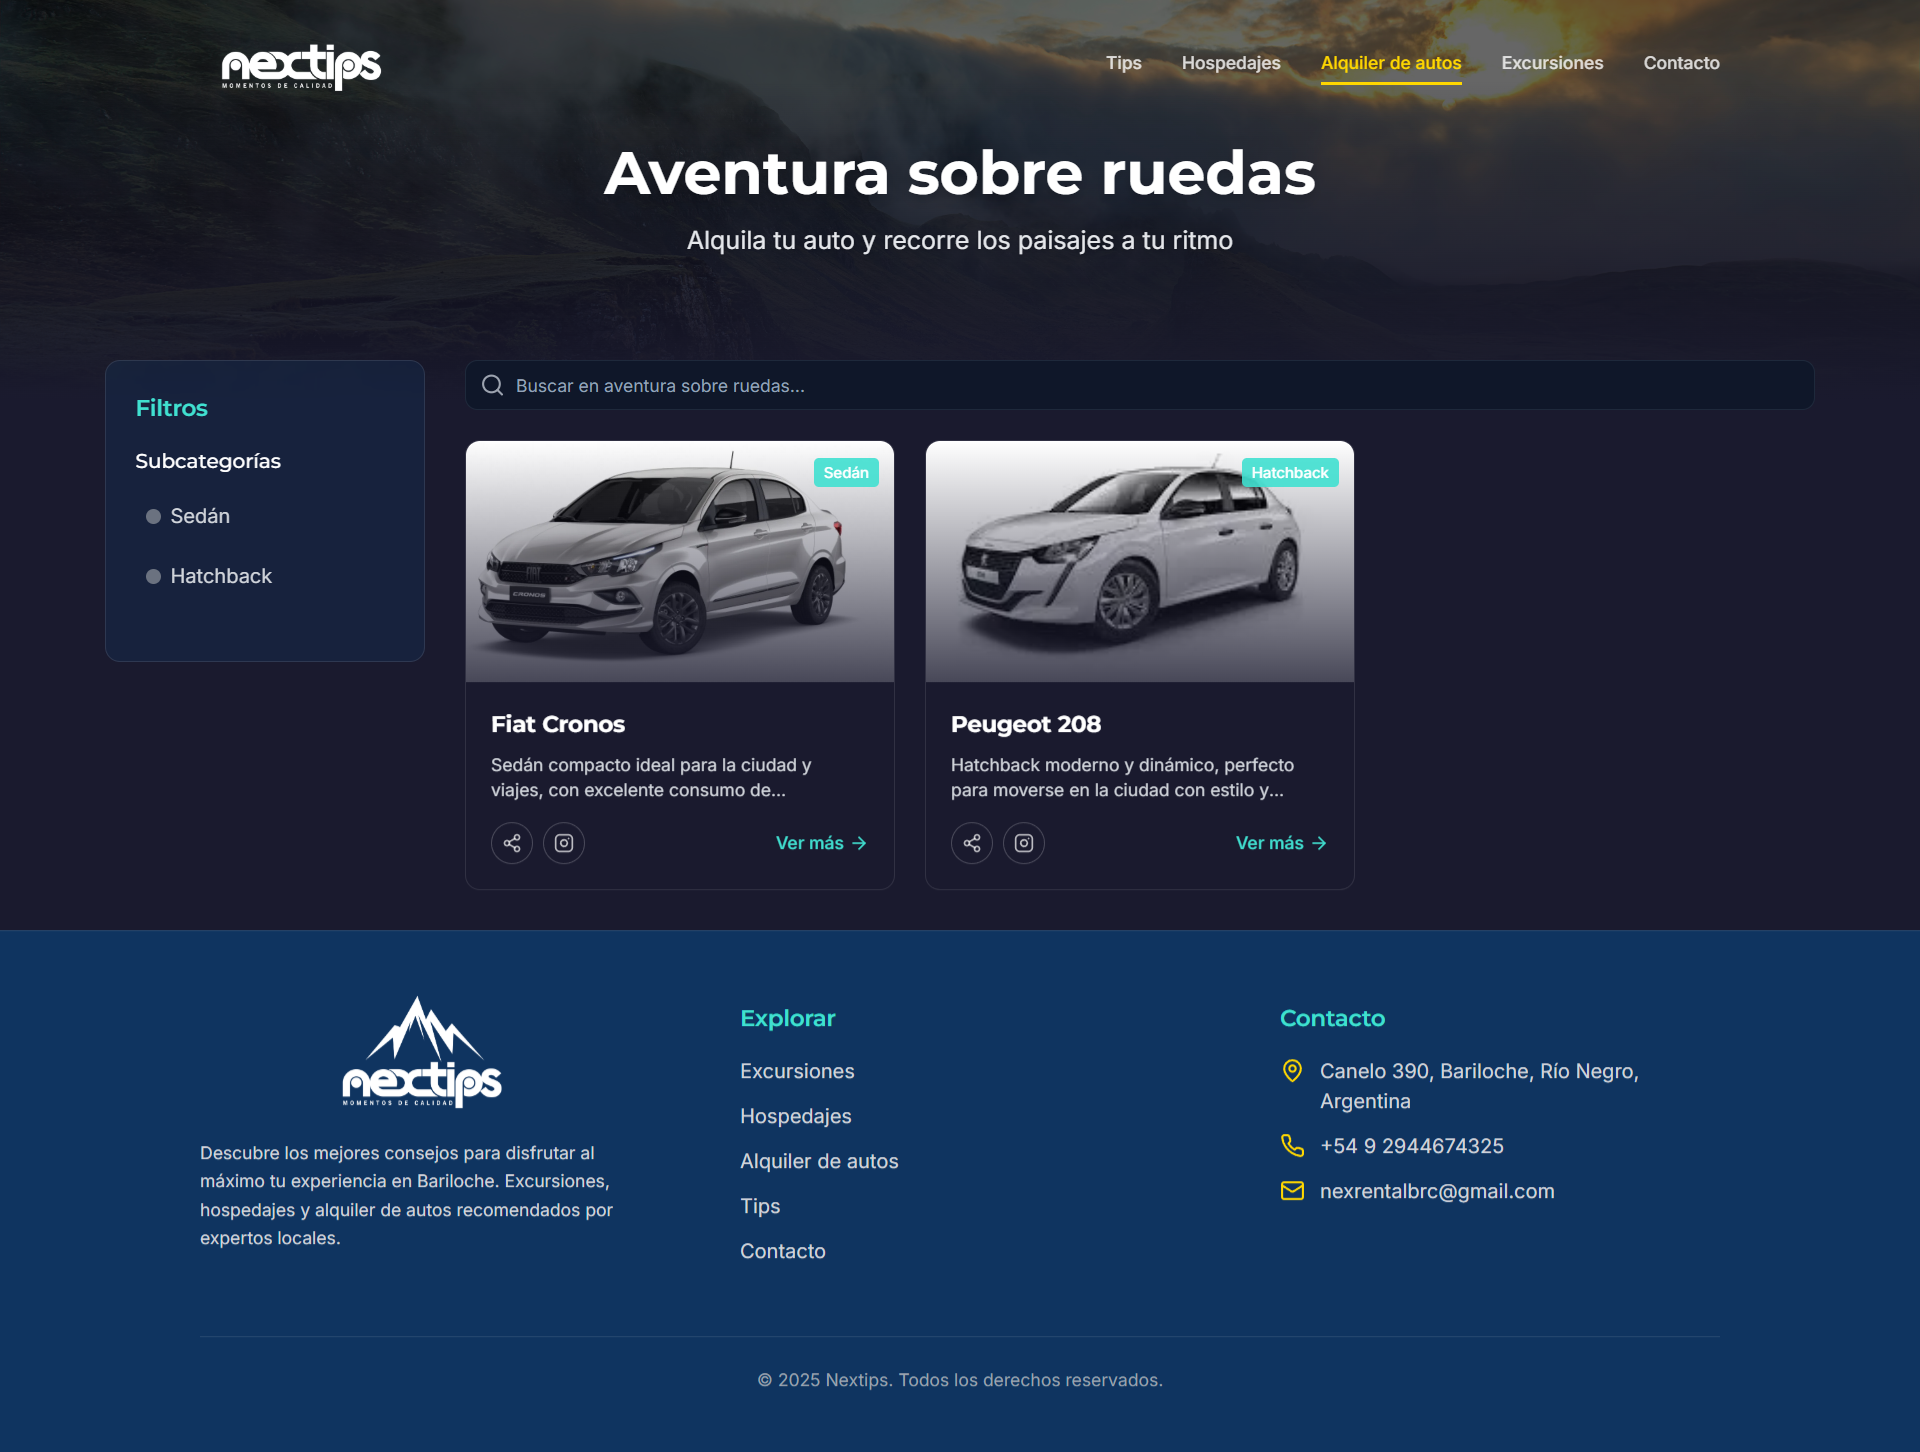 nextips
MOMENTOS DE CALIDAD
Tips
Hospedajes
Alquiler de autos
Excursiones
Contacto
Aventura sobre ruedas
Alquila tu auto y recorre los paisajes a tu ritmo
Filtros
Subcategorías
Sedán
Hatchback
Buscar en aventura sobre ruedas...
Sedán
FIAT
CRONOS
Fiat Cronos
Sedán compacto ideal para la ciudad y
viajes, con excelente consumo de...
Ver más
Hatchback
Peugeot 208
Hatchback moderno y dinámico, perfecto
para moverse en la ciudad con estilo y...
Ver más
nextips
MOMENTOS DE CALIDAD
Descubre los mejores consejos para disfrutar al
máximo tu experiencia en Bariloche. Excursiones,
hospedajes y alquiler de autos recomendados por
expertos locales.
Explorar
Excursiones
Hospedajes
Alquiler de autos
Tips
Contacto
Contacto
Canelo 390, Bariloche, Río Negro,
Argentina
+54 9 2944674325
nexrentalbrc@gmail.com
© 2025 Nextips. Todos los derechos reservados.